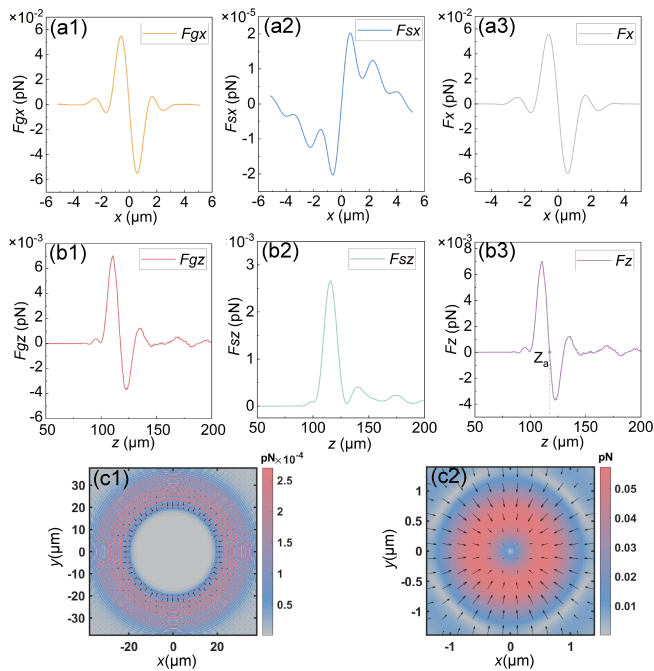 (a1)
×10⁻²
Fgx
Fgx (pN)
6
4
2
0
-2
-4
-6
-6 -4 -2 0 2 4 6
x (μm)
(a2)
×10⁻⁵
Fsx
Fsx (pN)
2
1
0
-1
-2
-6 -4 -2 0 2 4 6
x (μm)
(a3)
×10⁻²
Fx
Fx (pN)
6
4
2
0
-2
-4
-6
-4 -2 0 2 4
x (μm)
(b1)
×10⁻³
Fgz
Fgz (pN)
6
4
2
0
-2
-4
-6
50 100 150 200
z (μm)
(b2)
×10⁻³
Fsz
Fsz (pN)
3
2
1
0
50 100 150 200
z (μm)
(b3)
×10⁻³
Fz
Fz (pN)
6
4
2
0
-2
-4
Zₐ
50 100 150 200
z (μm)
(c1)
pN×10⁻⁴
y(μm)
30
20
10
0
-10
-20
-30
-20 0 20
x(μm)
2.5
2
1.5
1
0.5
(c2)
pN
y(μm)
1
0.5
0
-0.5
-1
-1 0 1
x(μm)
0.05
0.04
0.03
0.02
0.01